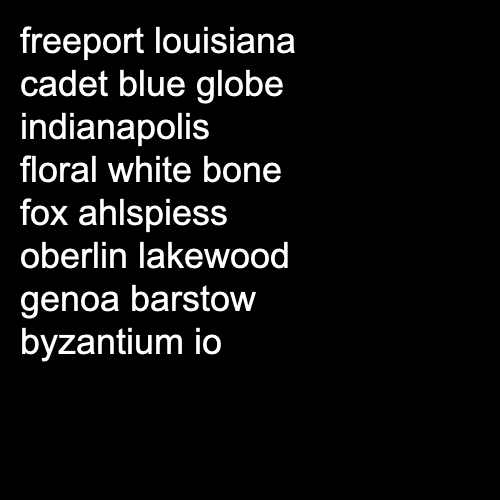 freeport louisiana
cadet blue globe
indianapolis
floral white bone
fox ahlspiess
oberlin lakewood
genoa barstow
byzantium io